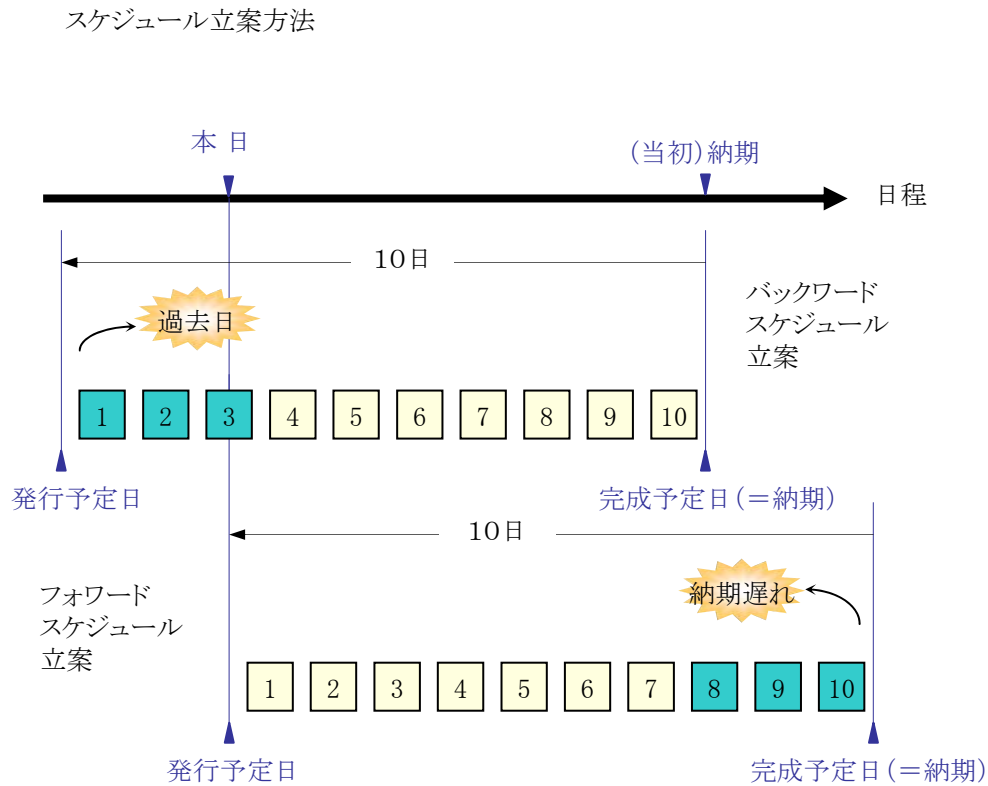 スケジュール立案方法
本 日
(当初)納期
日程
10日
バックワード
スケジュール
立案
過去日
1 2 3 4 5 6 7 8 9 10
発行予定日
完成予定日(=納期)
10日
フォワード
スケジュール
立案
納期遅れ
1 2 3 4 5 6 7 8 9 10
発行予定日
完成予定日(=納期)